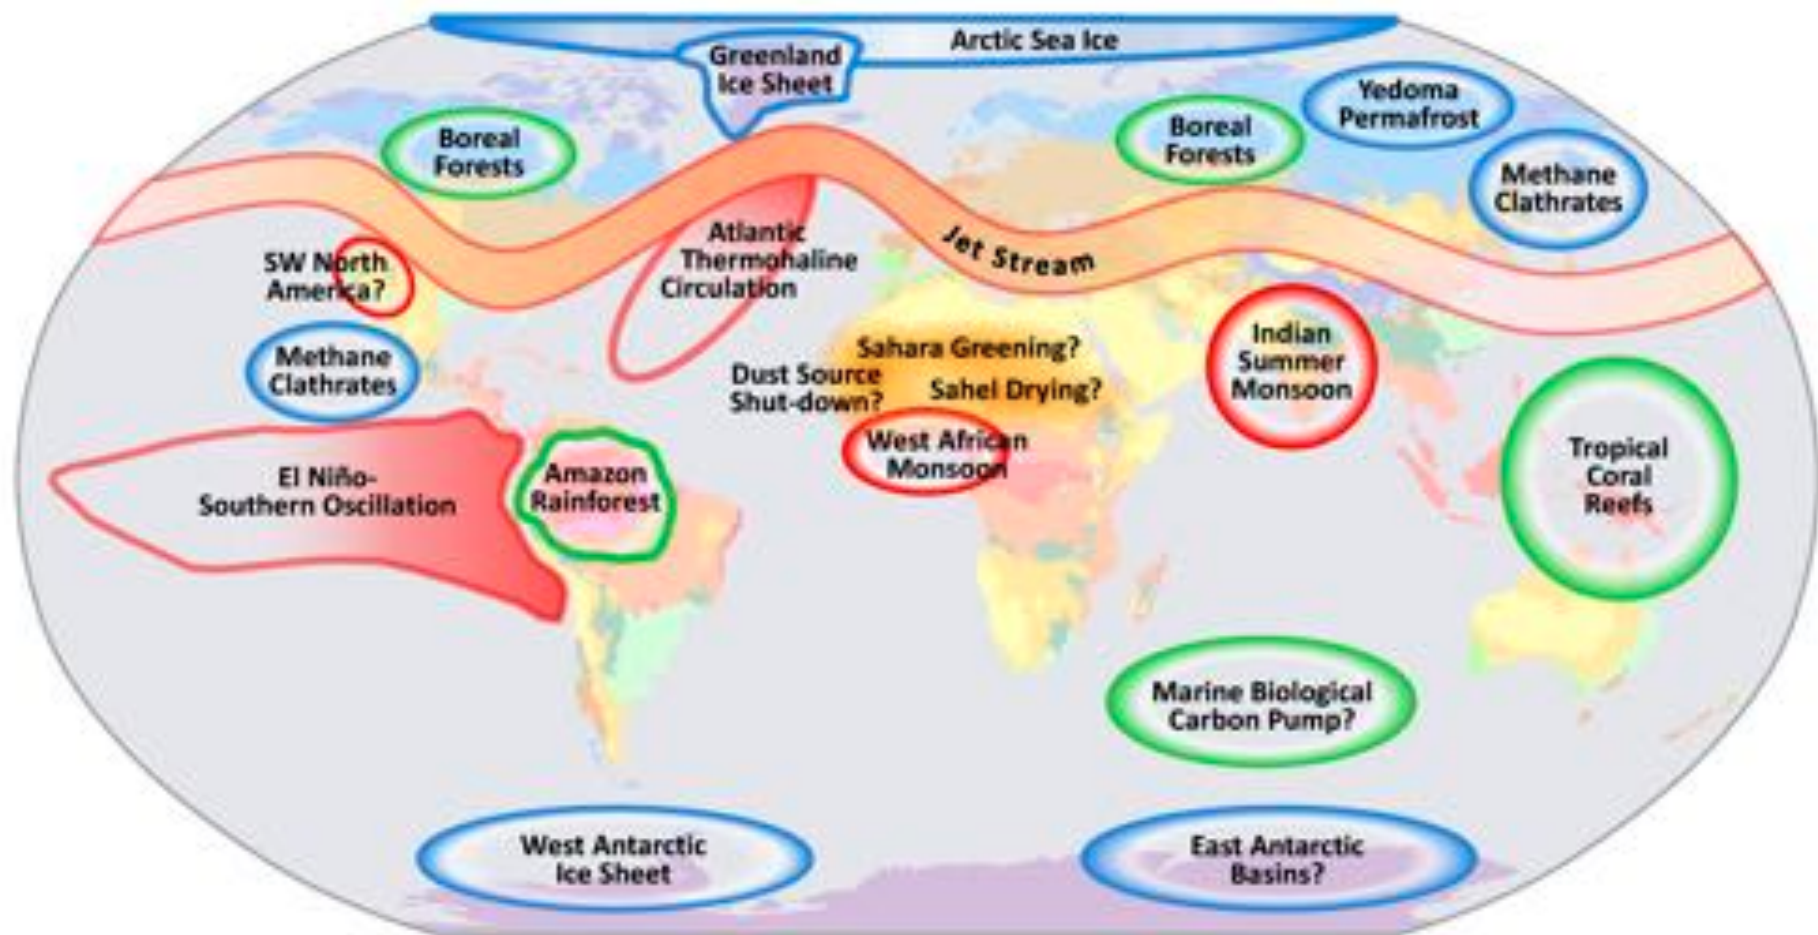 Arctic Sea Ice
Greenland
Ice Sheet
Yedoma
Permafrost
Boreal
Forests
Boreal
Forests
Methane
Clathrates
Jet Stream
Atlantic
Thermohaline
Circulation
SW North
America?
Methane
Clathrates
Sahara Greening?
Dust Source
Shut-down?
Sahel Drying?
Indian
Summer
Monsoon
West African
Monsoon
El Niño-
Southern Oscillation
Amazon
Rainforest
Tropical
Coral
Reefs
Marine Biological
Carbon Pump?
West Antarctic
Ice Sheet
East Antarctic
Basins?